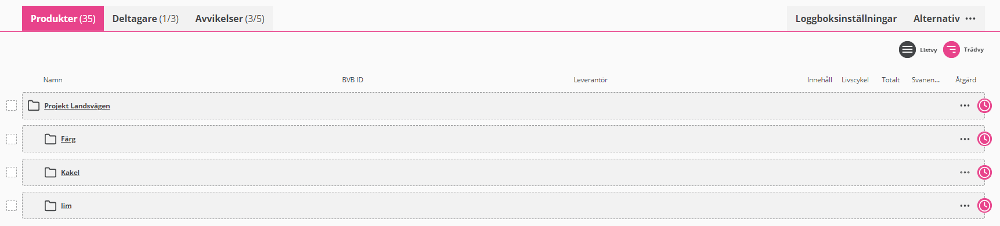 Produkter (35) Deltagare (1/3) Avvikelser (3/5) Loggboksinställningar Alternativ •••
Listvy Trädvy
Namn BVB ID Leverantör Innehåll Livscykel Totalt Svanen... Åtgärd
Projekt Landsvägen
Färg
Kakel
lim